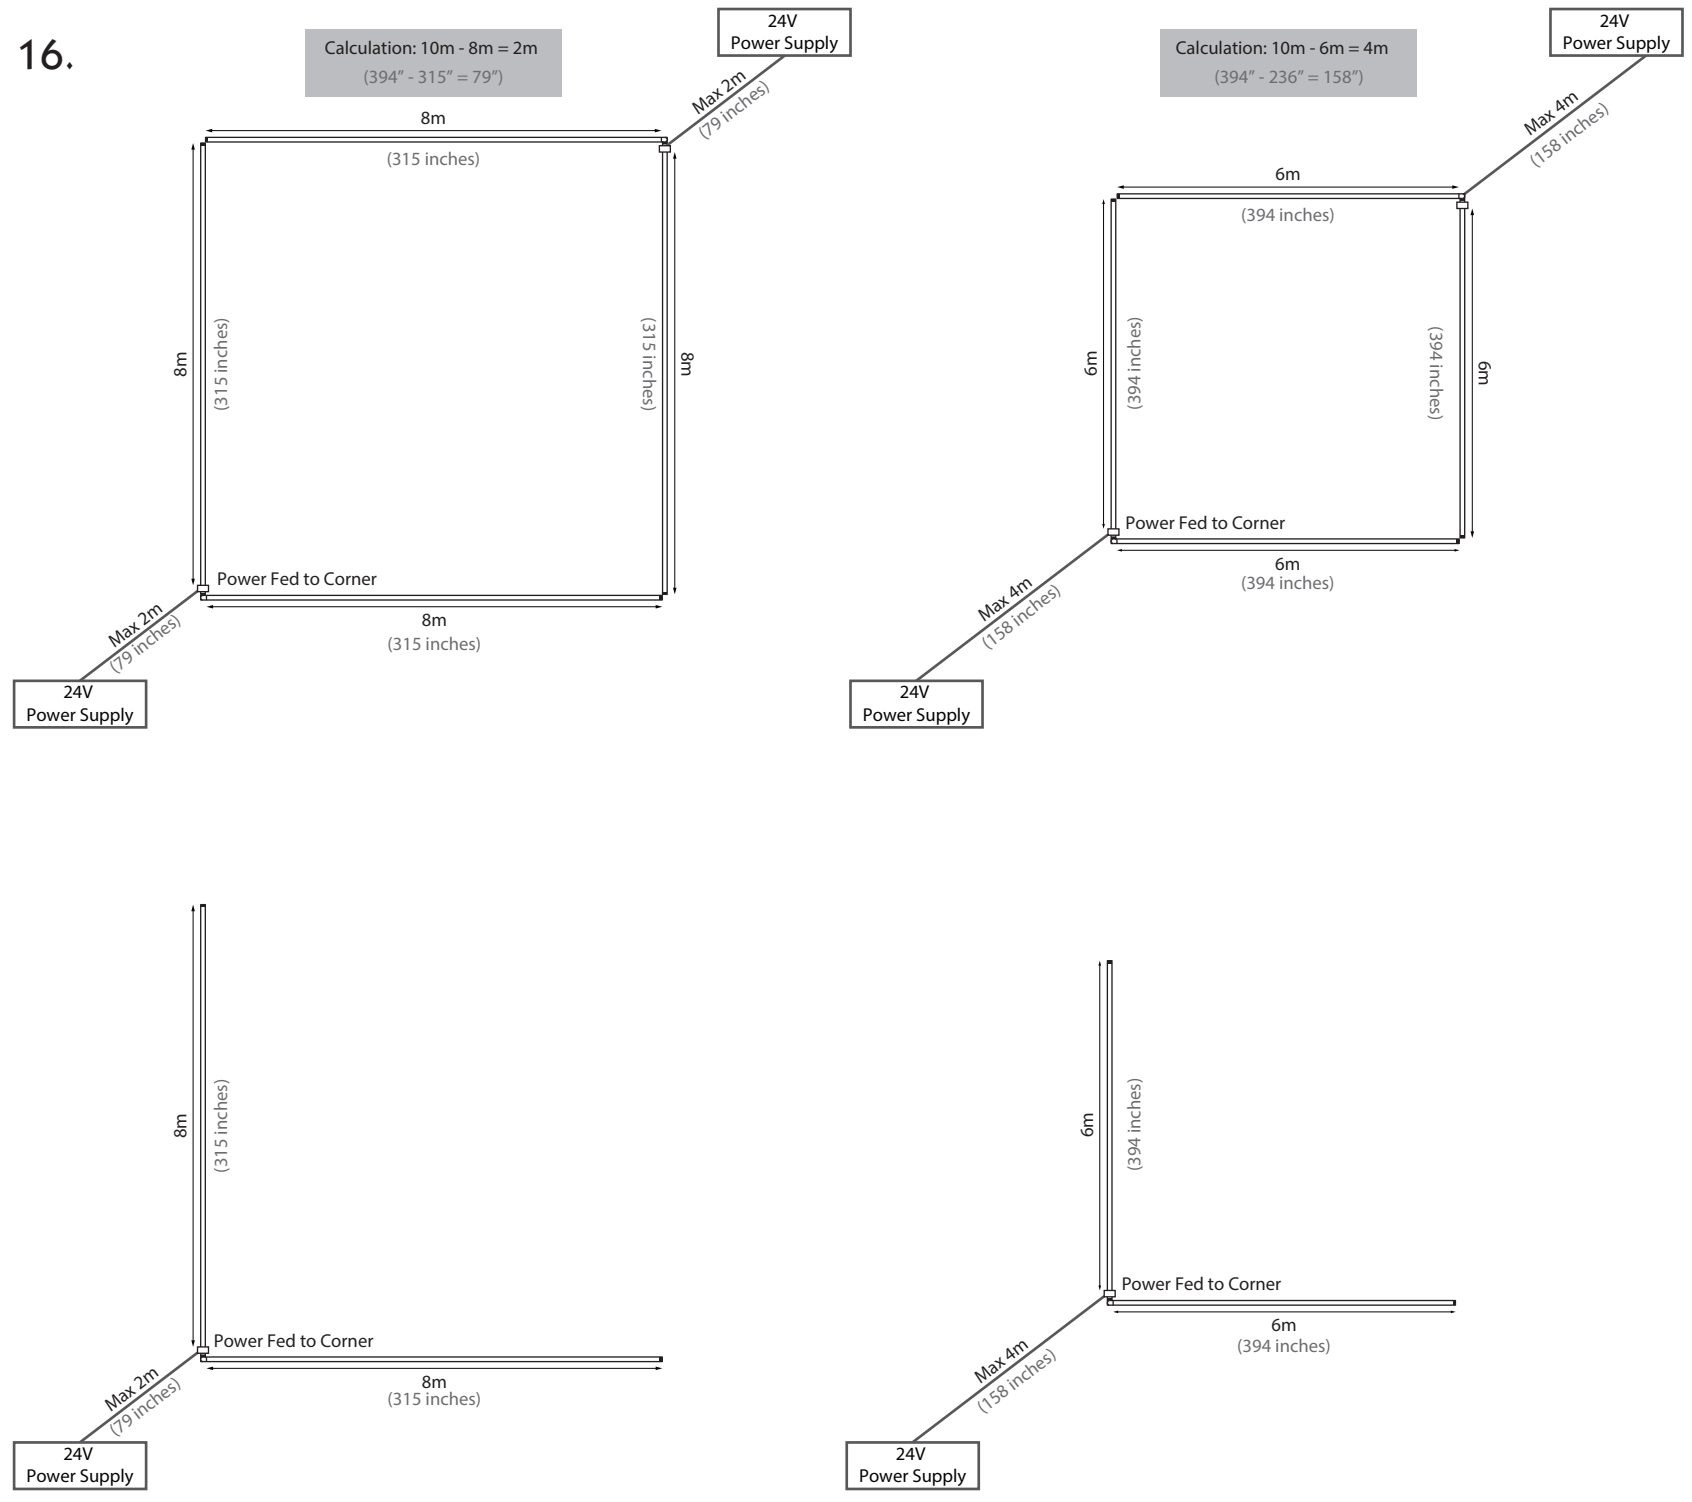 16.
Calculation: 10m - 8m = 2m
(394” - 315” = 79”)
24V
Power Supply
Max 2m
(79 inches)
8m
(315 inches)
8m
(315 inches)
(315 inches)
8m
Power Fed to Corner
8m
(315 inches)
Max 2m
(79 inches)
24V
Power Supply
Calculation: 10m - 6m = 4m
(394” - 236” = 158”)
24V
Power Supply
Max 4m
(158 inches)
6m
(394 inches)
6m
(394 inches)
(394 inches)
6m
Power Fed to Corner
6m
(394 inches)
Max 4m
(158 inches)
24V
Power Supply
8m
(315 inches)
Power Fed to Corner
8m
(315 inches)
Max 2m
(79 inches)
24V
Power Supply
6m
(394 inches)
Power Fed to Corner
6m
(394 inches)
Max 4m
(158 inches)
24V
Power Supply